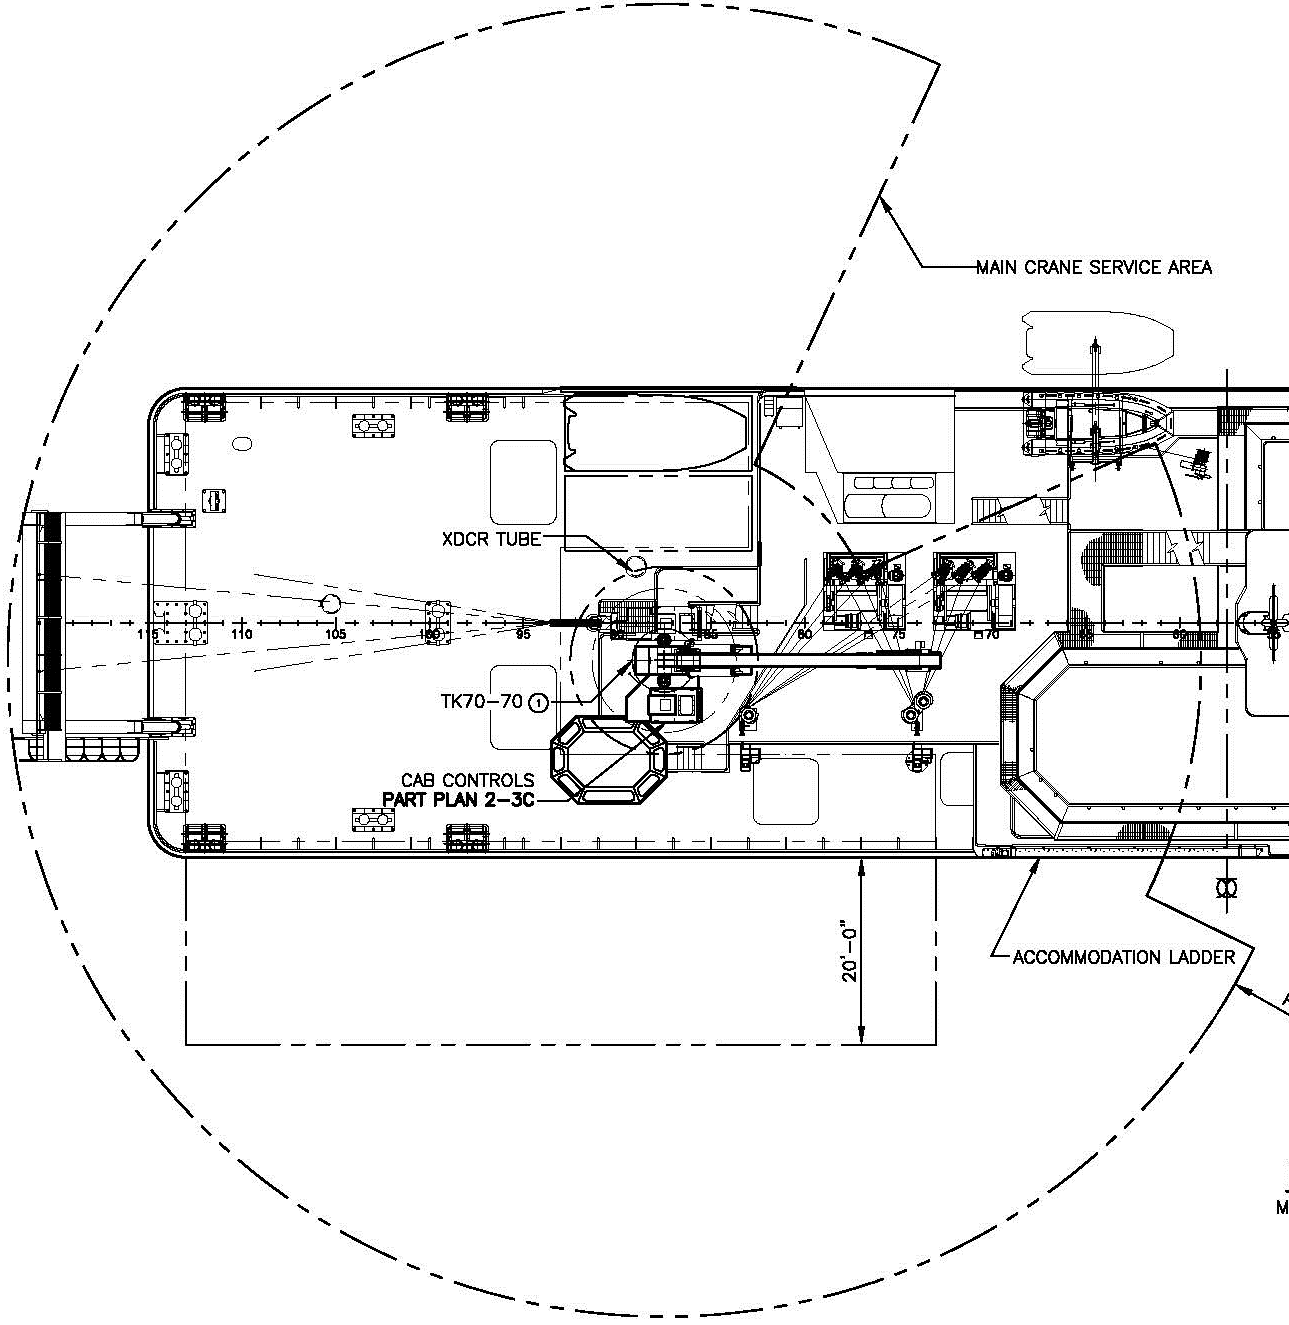 MAIN CRANE SERVICE AREA
XDCR TUBE
115 110 105 100 95 90 85 80 75 70 65 60
TK70-70 1
CAB CONTROLS
PART PLAN 2-3C
20'-0"
ACCOMMODATION LADDER
A
M